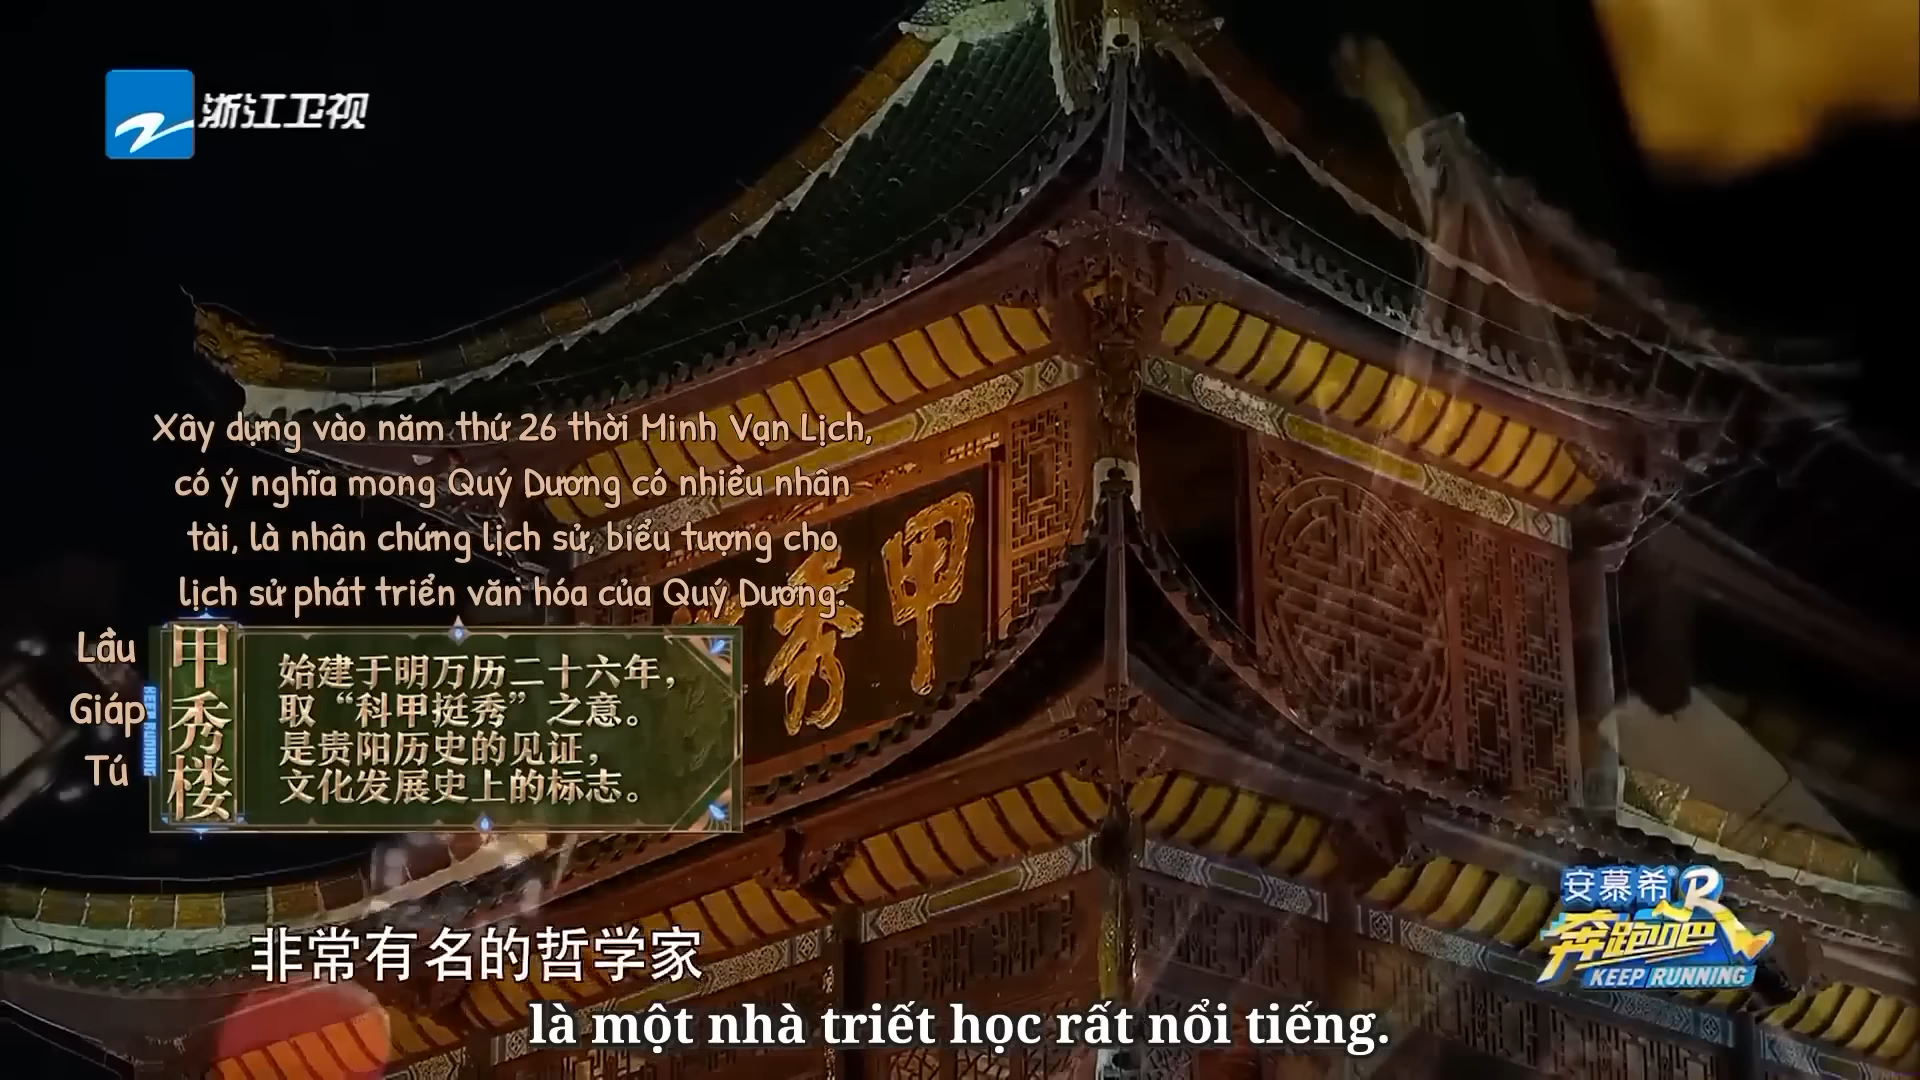 浙江卫视
Xây dựng vào năm thứ 26 thời Minh Vạn Lịch,
có ý nghĩa mong Quý Dương có nhiều nhân
tài, là nhân chứng lịch sử, biểu tượng cho
lịch sử phát triển văn hóa của Quý Dương.
秀甲
Lầu
Giáp
Tú
KEEP RUNNING
甲秀楼
始建于明万历二十六年，
取“科甲挺秀”之意。
是贵阳历史的见证，
文化发展史上的标志。
安慕希
奔跑吧
KEEP RUNNING
非常有名的哲学家
là một nhà triết học rất nổi tiếng.